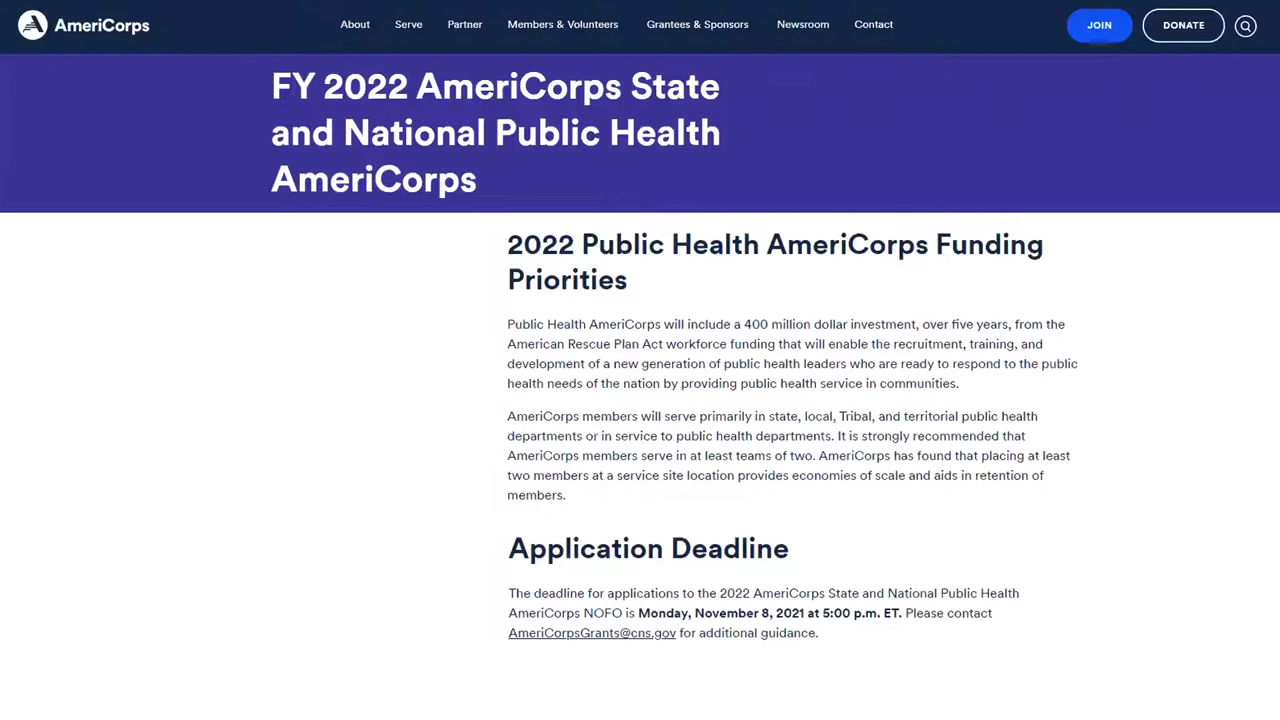 AmeriCorps
About Serve Partner Members & Volunteers Grantees & Sponsors Newsroom Contact JOIN DONATE
FY 2022 AmeriCorps State
and National Public Health
AmeriCorps
2022 Public Health AmeriCorps Funding
Priorities
Public Health AmeriCorps will include a 400 million dollar investment, over five years, from the
American Rescue Plan Act workforce funding that will enable the recruitment, training, and
development of a new generation of public health leaders who are ready to respond to the public
health needs of the nation by providing public health service in communities.
AmeriCorps members will serve primarily in state, local, Tribal, and territorial public health
departments or in service to public health departments. It is strongly recommended that
AmeriCorps members serve in at least teams of two. AmeriCorps has found that placing at least
two members at a service site location provides economies of scale and aids in retention of
members.
Application Deadline
The deadline for applications to the 2022 AmeriCorps State and National Public Health
AmeriCorps NOFO is Monday, November 8, 2021 at 5:00 p.m. ET. Please contact
AmeriCorpsGrants@cns.gov for additional guidance.